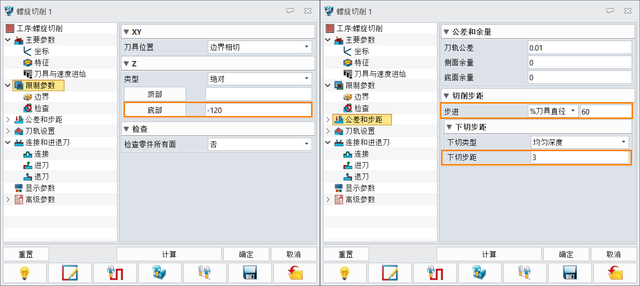 螺旋切削 1
工序:螺旋切削
主要参数
坐标
特征
刀具与速度进给
限制参数
边界
检查
公差和步距
刀轨设置
连接和进退刀
连接
进刀
退刀
显示参数
高级参数
XY
刀具位置 边界相切
Z
类型 绝对
顶部
底部 -120
检查
检查零件所有面 否
重置 计算 确定 取消
螺旋切削 1
工序:螺旋切削
主要参数
坐标
特征
刀具与速度进给
限制参数
边界
检查
公差和步距
刀轨设置
连接和进退刀
连接
进刀
退刀
显示参数
高级参数
公差和余量
刀轨公差 0.01
侧面余量 0
底面余量 0
切削步距
步进 %刀具直径 60
下切步距
下切类型 均匀深度
下切步距 3
重置 计算 确定 取消